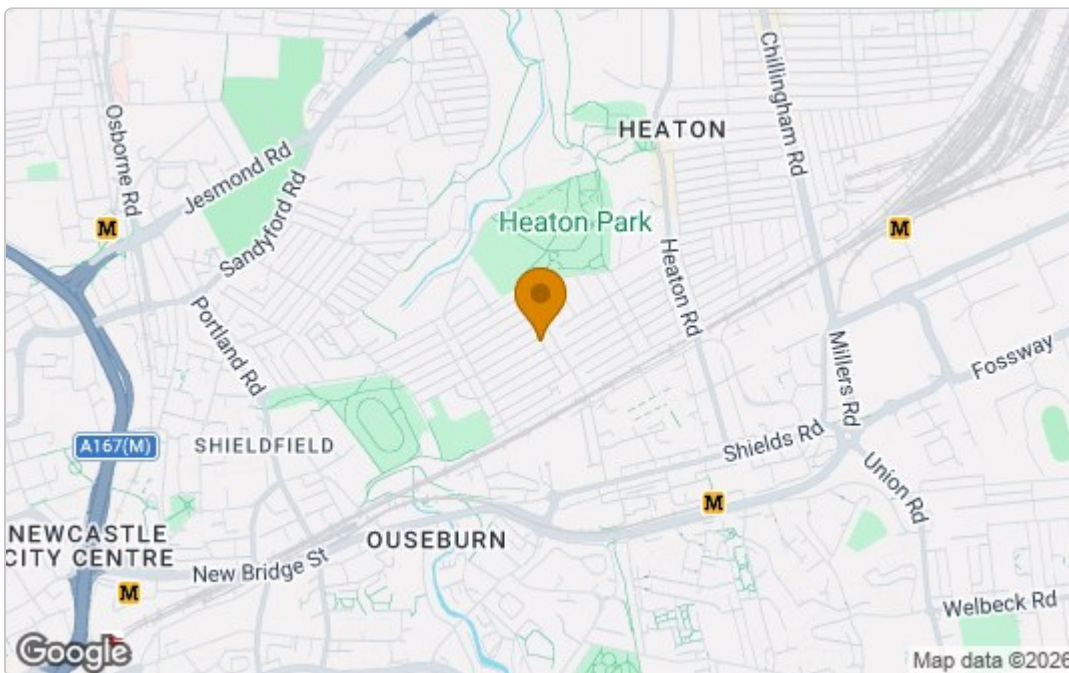 Osborne Rd
Jesmond Rd
Sandyford Rd
Portland Rd
HEATON
Chillingham Rd
Heaton Park
Heaton Rd
Millers Rd
Fossway
A167(M)
SHIELDFIELD
Shields Rd
Union Rd
NEWCASTLE
CITY CENTRE
New Bridge St
OUSEBURN
Welbeck Rd
M
M
M
M
Google
Map data ©2026